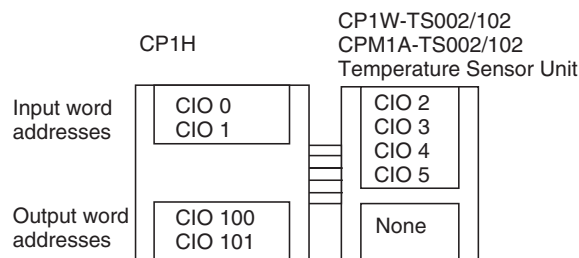 CP1H
CP1W-TS002/102
CPM1A-TS002/102
Temperature Sensor Unit
Input word
addresses
CIO 0
CIO 1
CIO 2
CIO 3
CIO 4
CIO 5
Output word
addresses
CIO 100
CIO 101
None